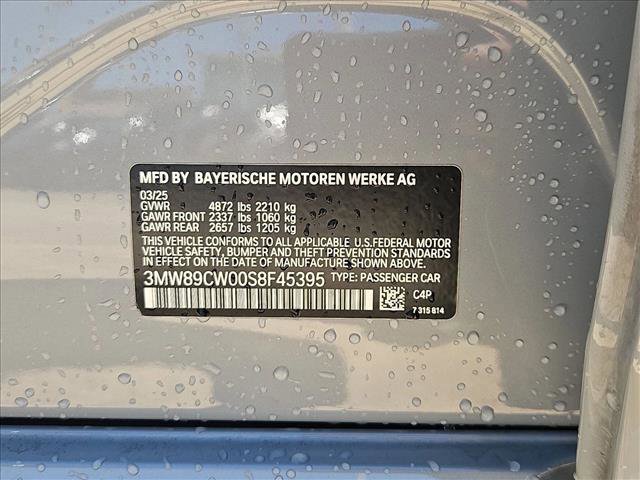 MFD BY BAYERISCHE MOTOREN WERKE AG
03/25
GVWR 4872 lbs 2210 kg
GAWR FRONT 2337 lbs 1060 kg
GAWR REAR 2657 lbs 1205 kg
THIS VEHICLE CONFORMS TO ALL APPLICABLE U.S.FEDERAL MOTOR
VEHICLE SAFETY, BUMPER AND THEFT PREVENTION STANDARDS
IN EFFECT ON THE DATE OF MANUFACTURE SHOWN ABOVE.
3MW89CW00S8F45395 TYPE: PASSENGER CAR
C4P
7 315 814